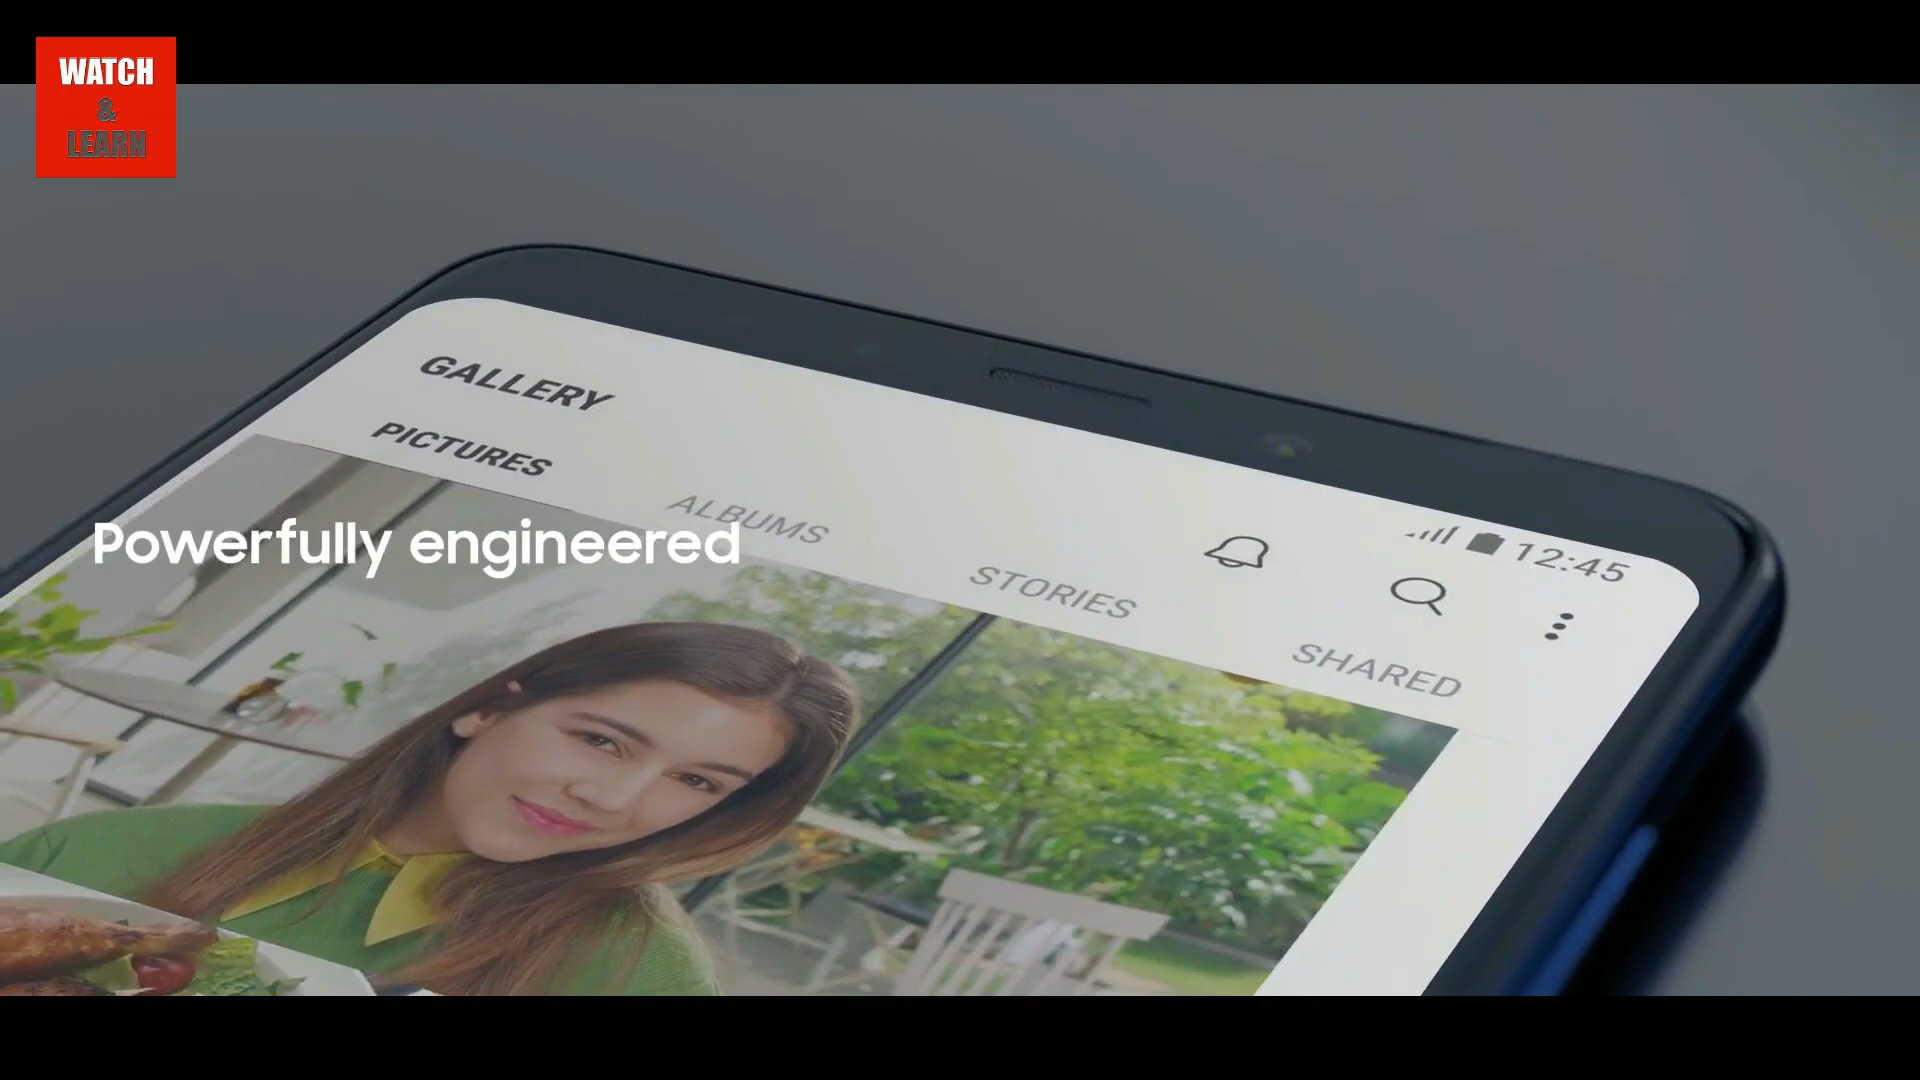 WATCH
&
LEARN
GALLERY
PICTURES
ALBUMS
STORIES
SHARED
12:45
Powerfully engineered